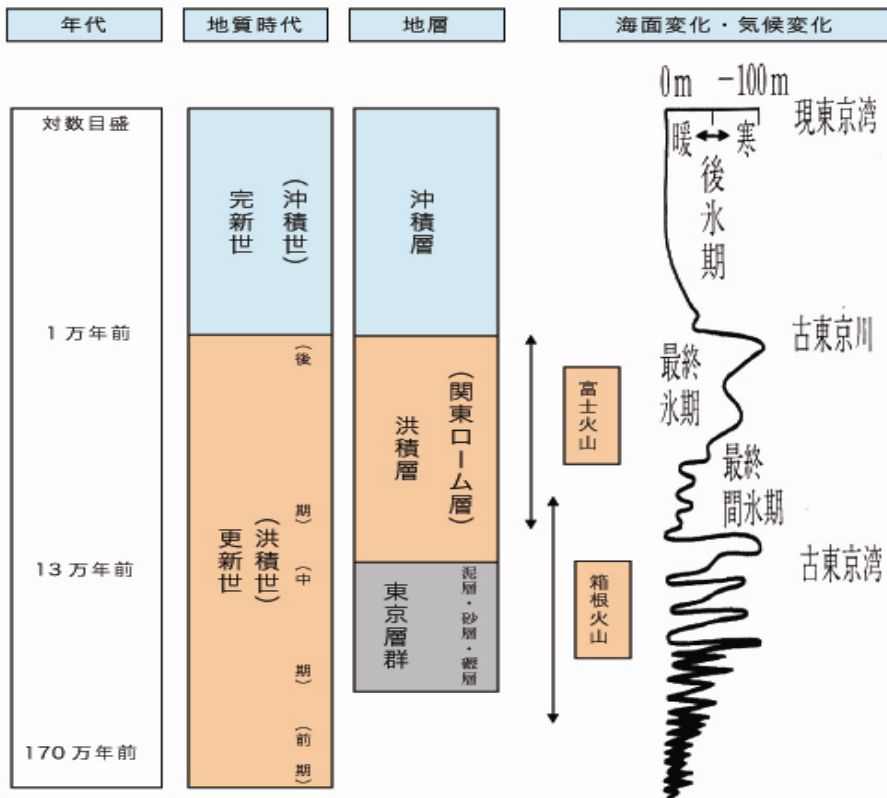 年代
地質時代
地層
海面変化・気候変化
対数目盛
1万年前
13万年前
170万年前
完新世
(沖積世)
更新世
(洪積世)
(後期)
(中期)
(前期)
沖積層
洪積層
(関東ローム層)
東京層群
泥層・砂層・礫層
富士火山
箱根火山
0m −100m
暖 寒
後氷期
現東京湾
古東京川
最終氷期
最終間氷期
古東京湾